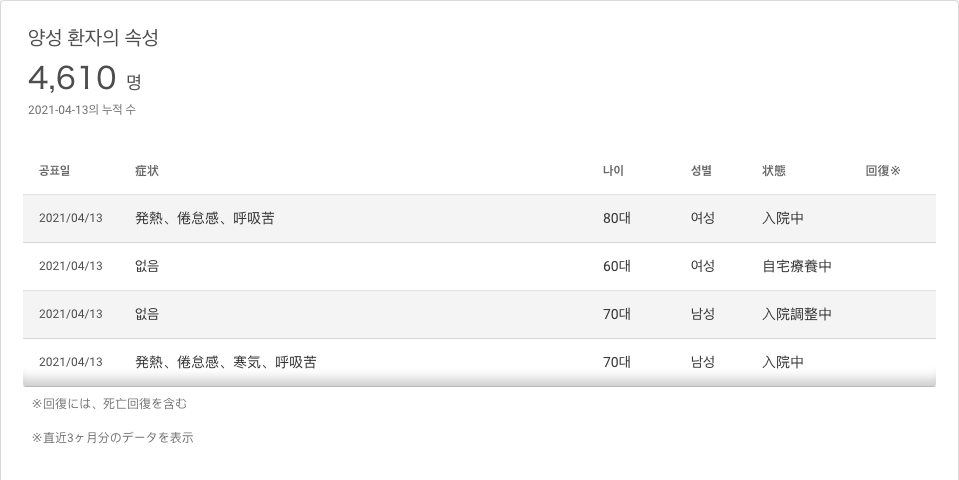 양성 환자의 속성
4,610 명
2021-04-13의 누적 수
공표일 症状 나이 성별 状態 回復※
2021/04/13 発熱、倦怠感、呼吸苦 80대 여성 入院中
2021/04/13 없음 60대 여성 自宅療養中
2021/04/13 없음 70대 남성 入院調整中
2021/04/13 発熱、倦怠感、寒気、呼吸苦 70대 남성 入院中
※回復には、死亡回復を含む
※直近3ヶ月分のデータを表示